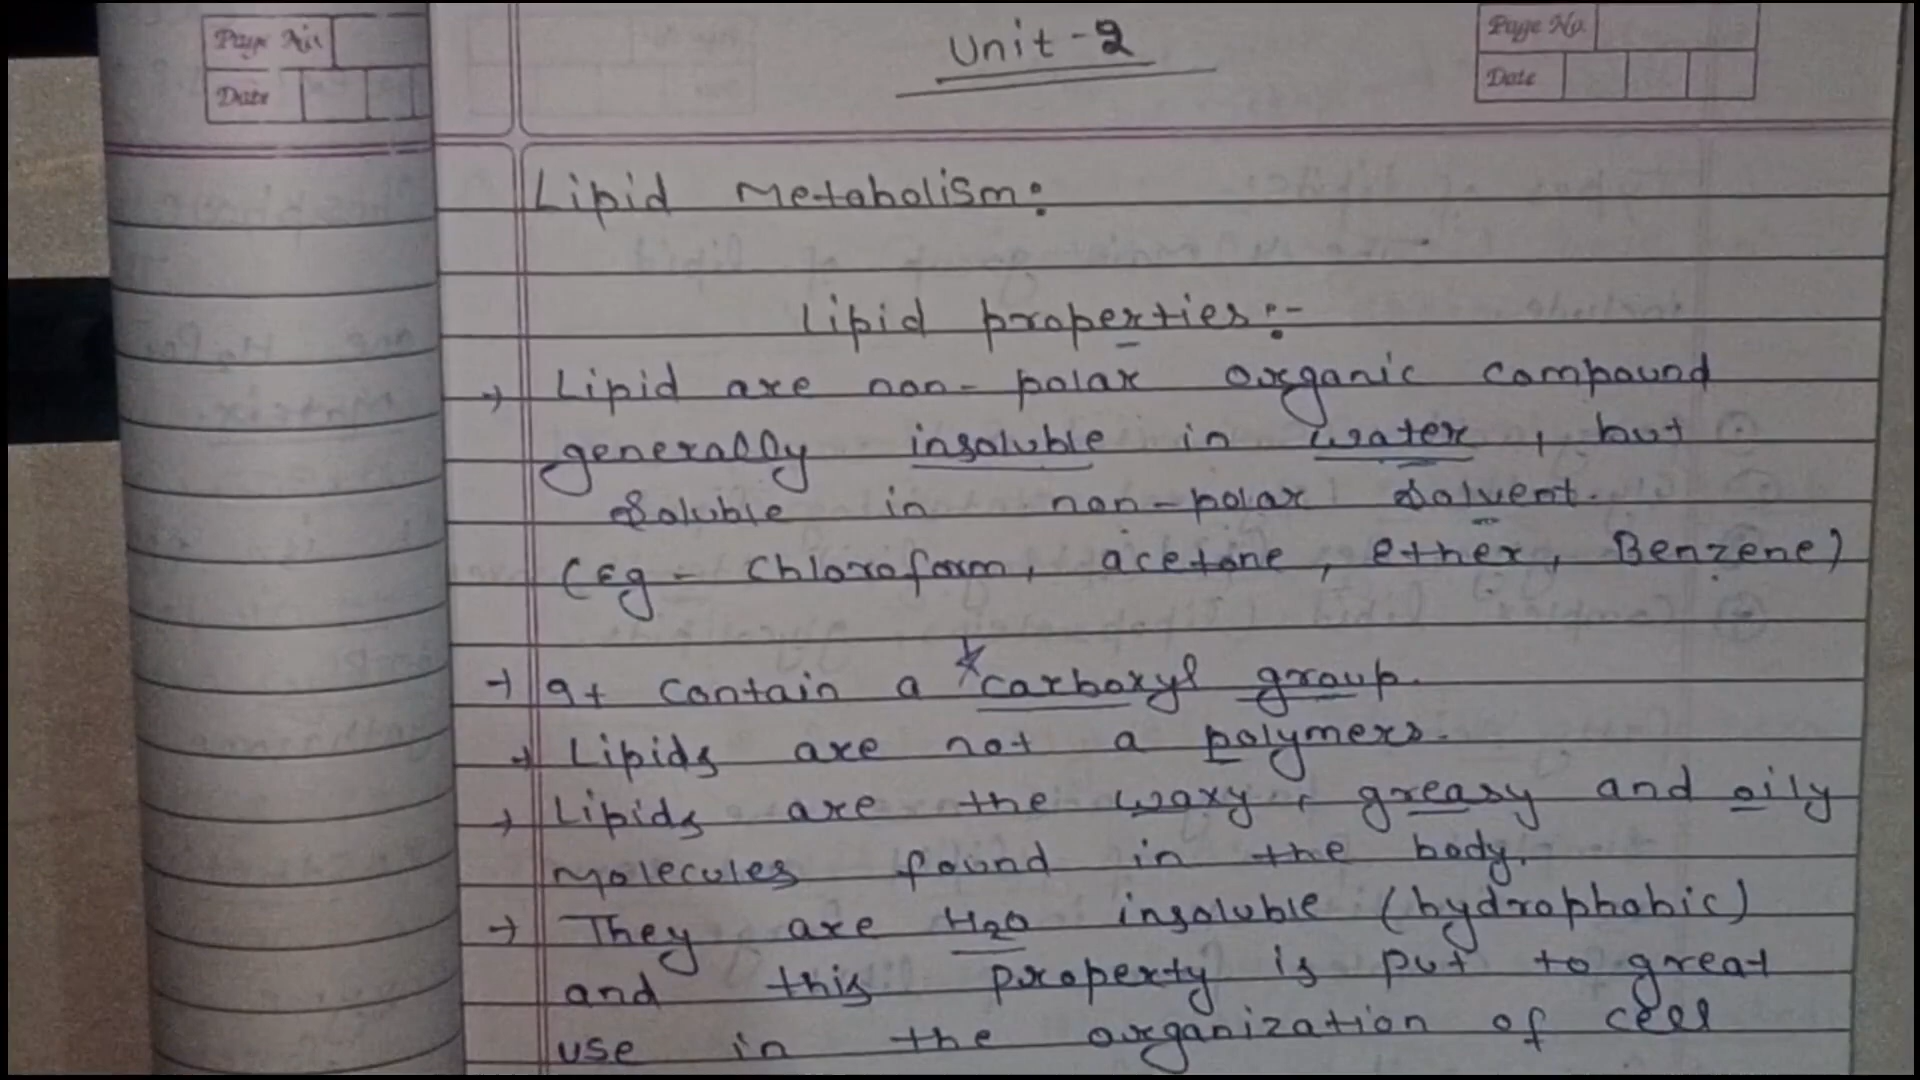 Page No.
Date
Unit-2
Page No.
Date
Lipid Metabolism:
Lipid properties:-
→ Lipid are non-polar organic compound
generally insoluble in water, but
Soluble in non-polar solvent.
(Eg - Chloroform, acetone, ether, Benzene)
→ It contain a *carboxyl group.
→ Lipids are not a polymers.
→ Lipids are the waxy, greasy and oily
molecules found in the body.
→ They are H2O insoluble (hydrophobic)
and this property is put to great
use in the organization of cell